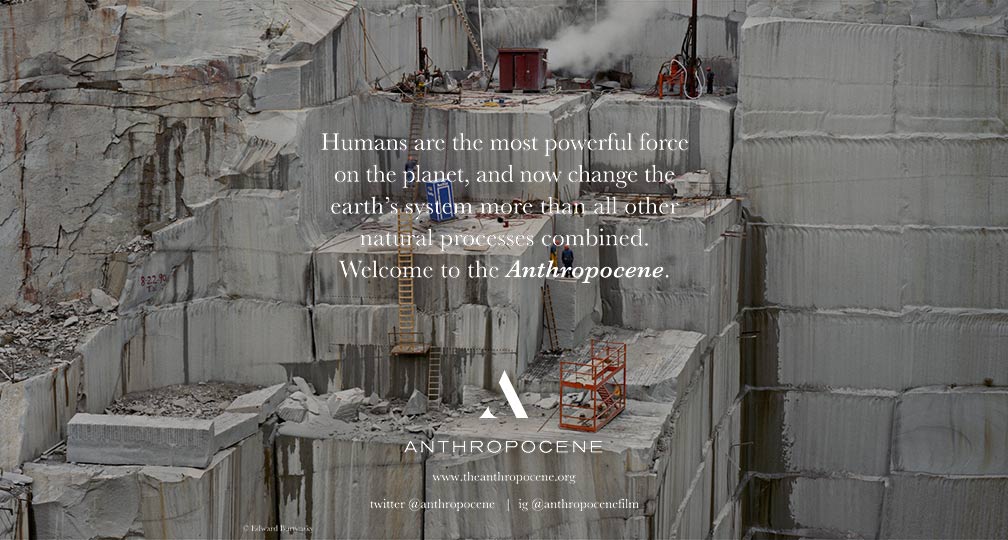 Humans are the most powerful force
on the planet, and now change the
earth's system more than all other
natural processes combined.
Welcome to the Anthropocene.
ANTHROPOCENE
www.theanthropocene.org
twitter @anthropocene | ig @anthropocenefilm
© Edward Burtynsky